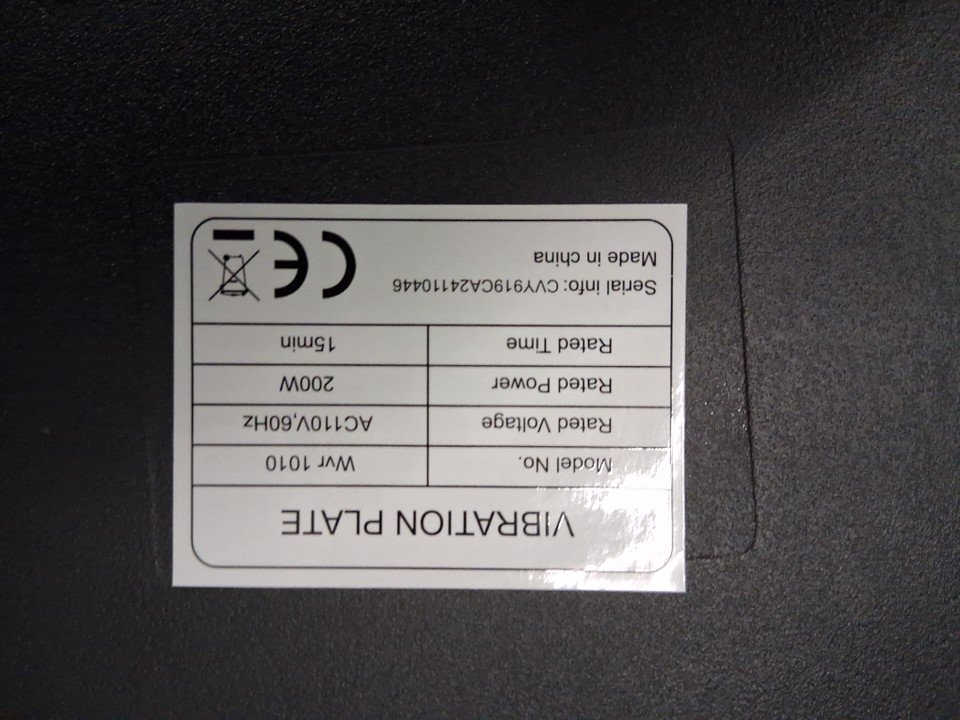 VIBRATION PLATE
Model No. Wvr 1010
Rated Voltage AC110V,60Hz
Rated Power 200W
Rated Time 15min
Serial info: CVY919CA24110446
Made in china
CE